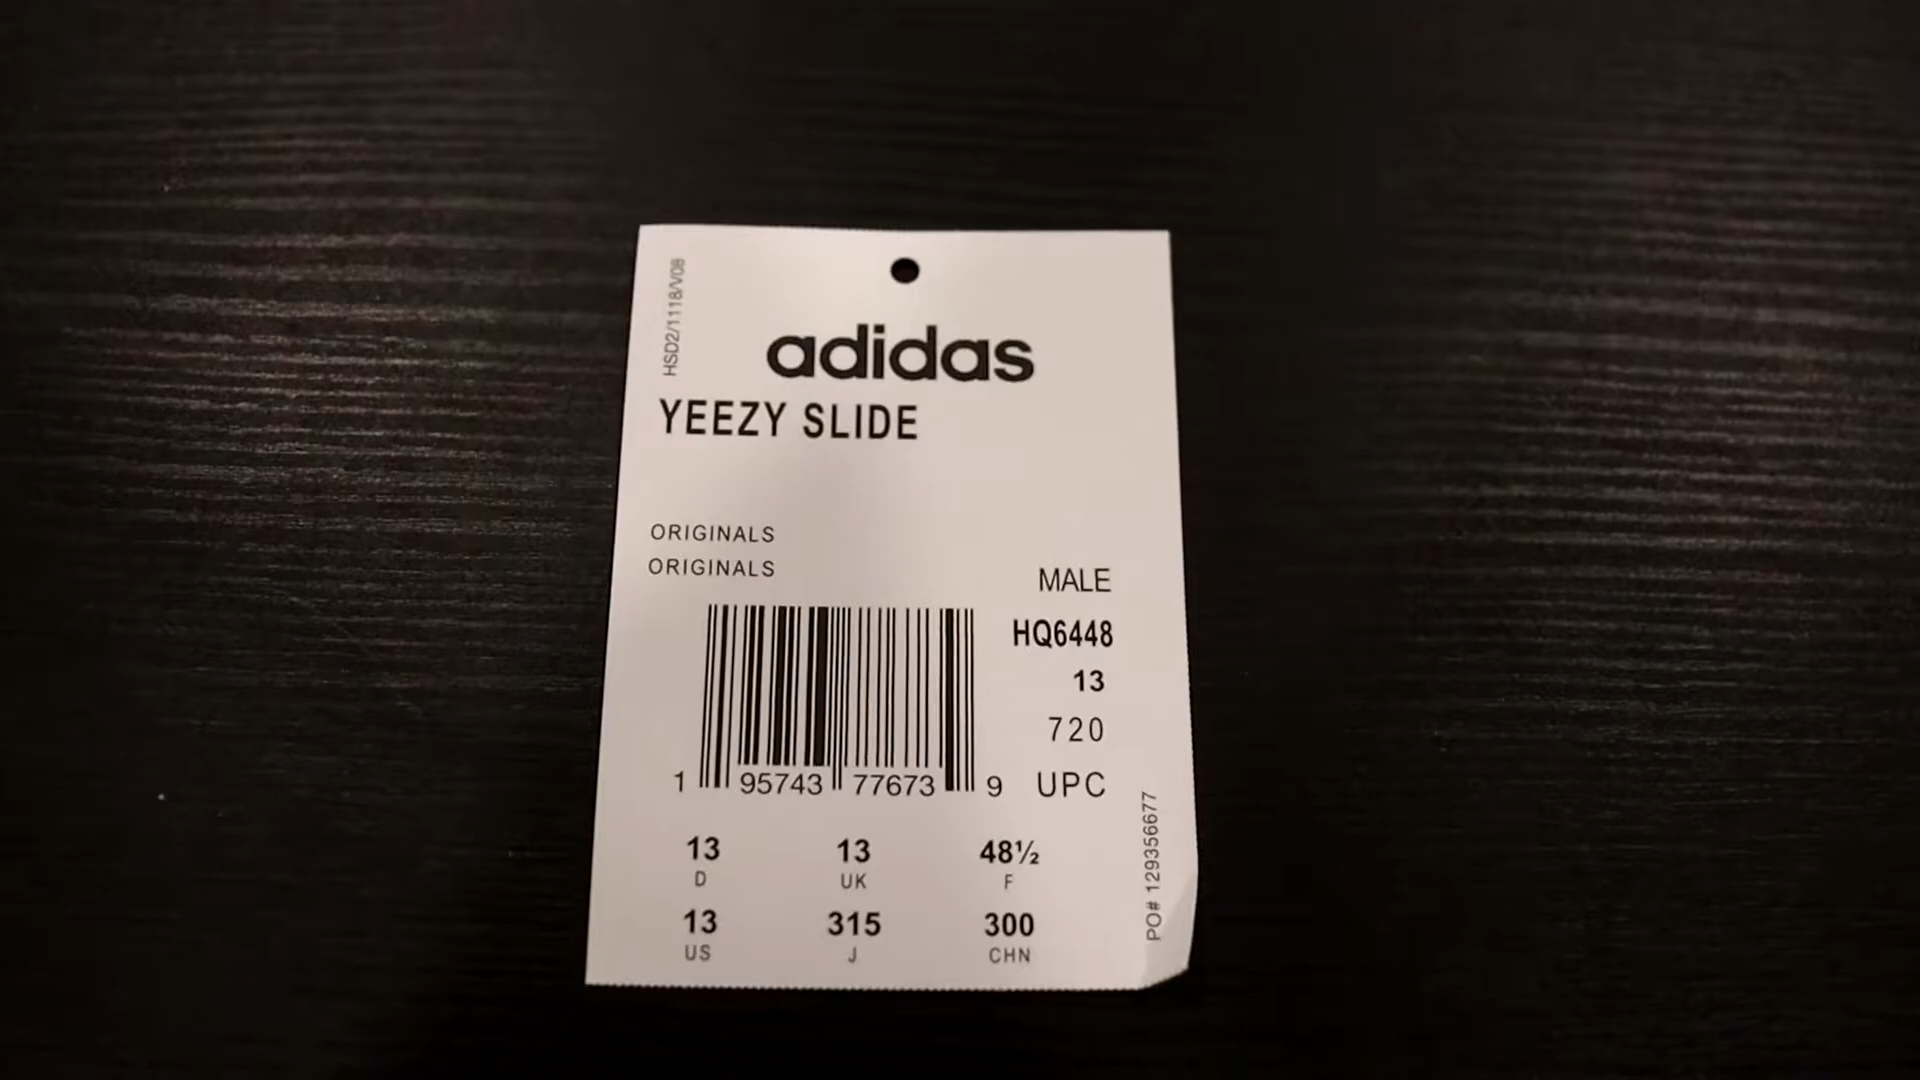 HSD2/1118/V08
adidas
YEEZY SLIDE
ORIGINALS
ORIGINALS
MALE
HQ6448
13
720
1 95743 77673 9 UPC
13 13 48½
D UK F
13 315 300
US J CHN
PO# 129356677